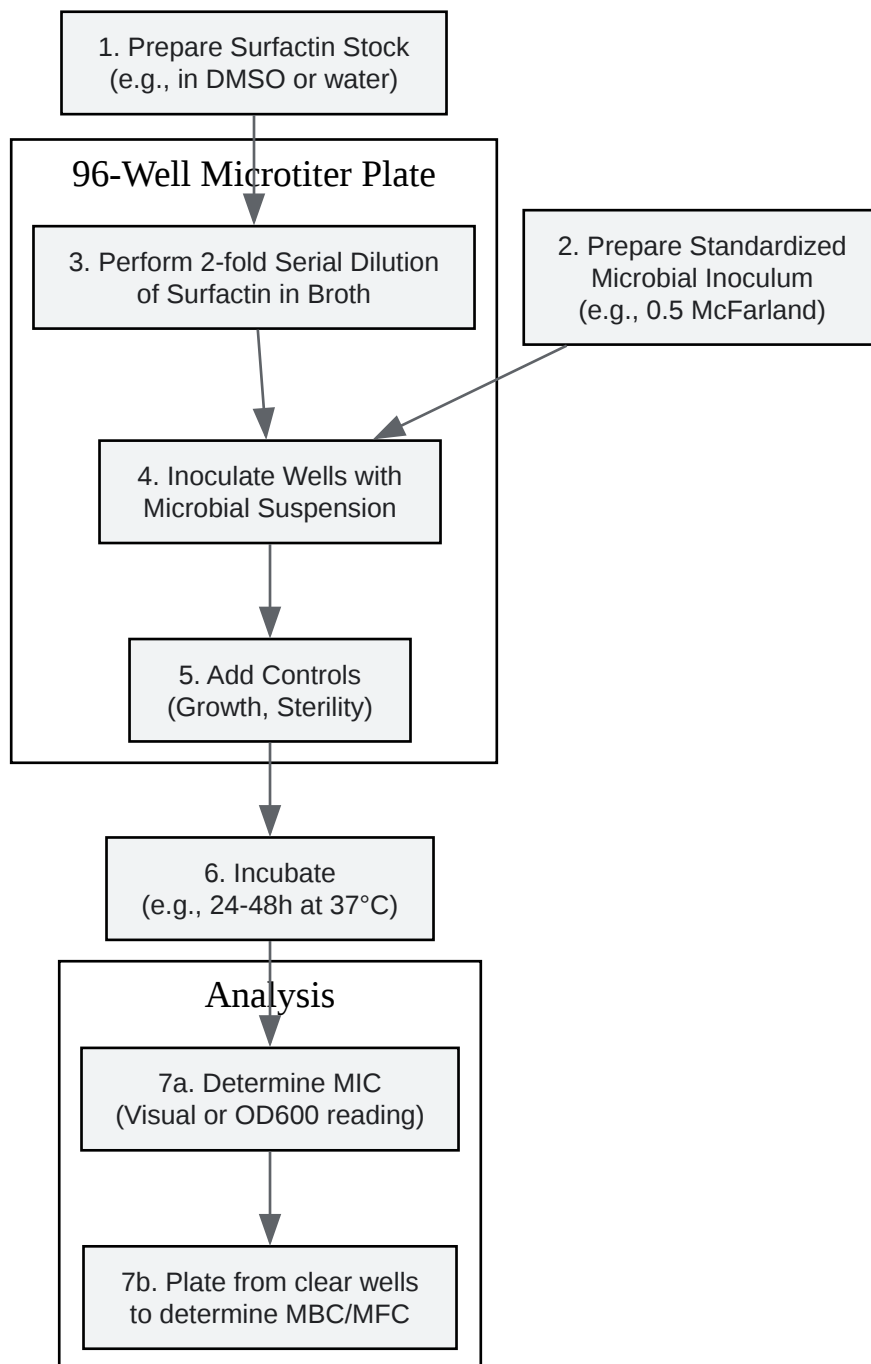 1. Prepare Surfactin Stock
(e.g., in DMSO or water)
96-Well Microtiter Plate
3. Perform 2-fold Serial Dilution
of Surfactin in Broth
2. Prepare Standardized
Microbial Inoculum
(e.g., 0.5 McFarland)
4. Inoculate Wells with
Microbial Suspension
5. Add Controls
(Growth, Sterility)
6. Incubate
(e.g., 24-48h at 37°C)
Analysis
7a. Determine MIC
(Visual or OD600 reading)
7b. Plate from clear wells
to determine MBC/MFC